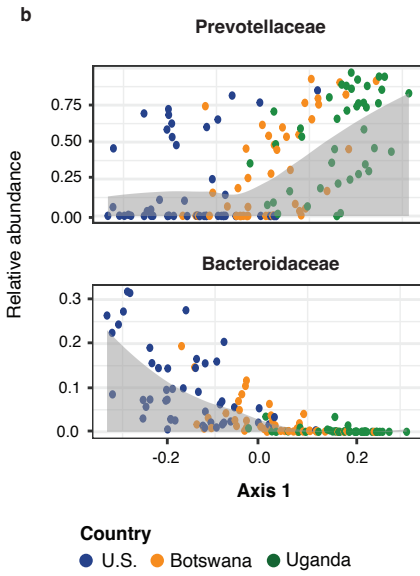 b
Prevotellaceae
0.75
0.50
0.25
0.00
Relative abundance
Bacteroidaceae
0.3
0.2
0.1
0.0
-0.2 0.0 0.2
Axis 1
Country
U.S. Botswana Uganda